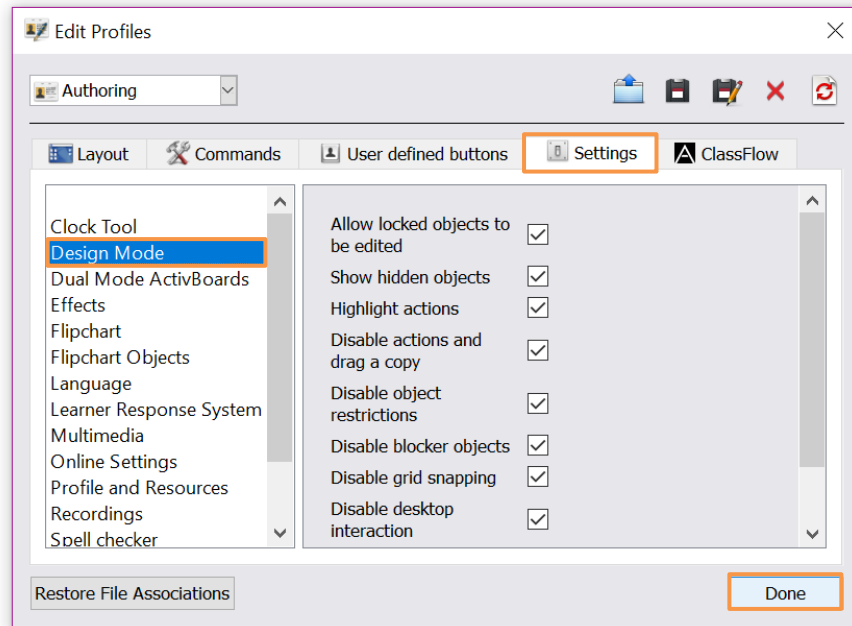 Edit Profiles
Authoring
Layout
Commands
User defined buttons
Settings
ClassFlow
Clock Tool
Design Mode
Dual Mode ActivBoards
Effects
Flipchart
Flipchart Objects
Language
Learner Response System
Multimedia
Online Settings
Profile and Resources
Recordings
Spell checker
Allow locked objects to
be edited
Show hidden objects
Highlight actions
Disable actions and
drag a copy
Disable object
restrictions
Disable blocker objects
Disable grid snapping
Disable desktop
interaction
Restore File Associations
Done